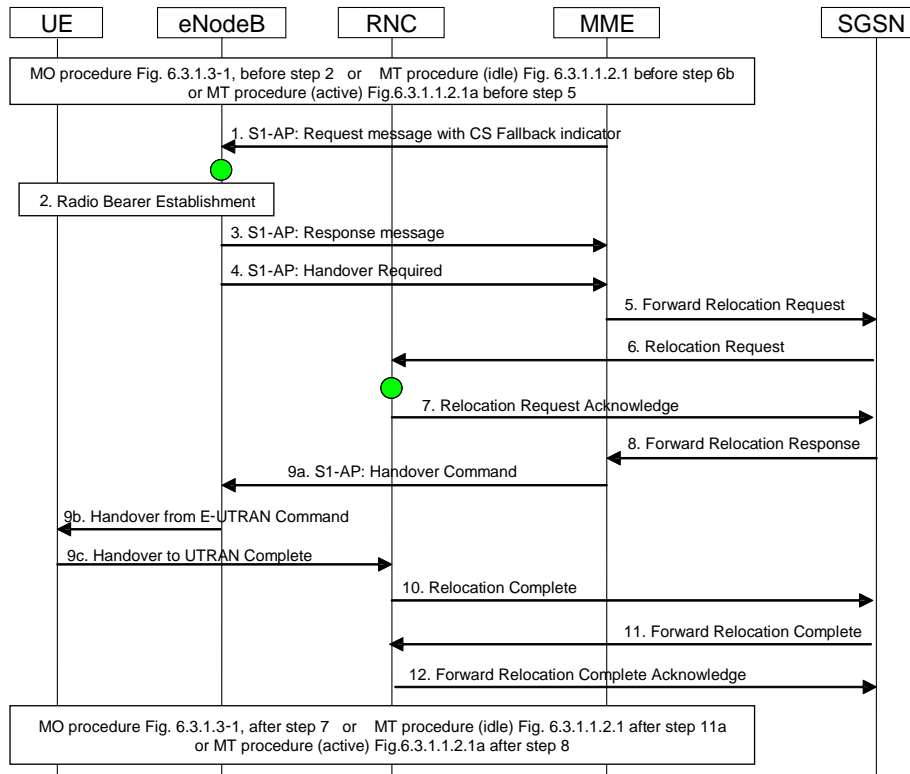 UE eNodeB RNC MME SGSN
MO procedure Fig. 6.3.1.3-1, before step 2 or MT procedure (idle) Fig. 6.3.1.1.2.1 before step 6b
or MT procedure (active) Fig.6.3.1.1.2.1a before step 5
1. S1-AP: Request message with CS Fallback indicator
2. Radio Bearer Establishment
3. S1-AP: Response message
4. S1-AP: Handover Required
5. Forward Relocation Request
6. Relocation Request
7. Relocation Request Acknowledge
8. Forward Relocation Response
9a. S1-AP: Handover Command
9b. Handover from E-UTRAN Command
9c. Handover to UTRAN Complete
10. Relocation Complete
11. Forward Relocation Complete
12. Forward Relocation Complete Acknowledge
MO procedure Fig. 6.3.1.3-1, after step 7 or MT procedure (idle) Fig. 6.3.1.1.2.1 after step 11a
or MT procedure (active) Fig.6.3.1.1.2.1a after step 8